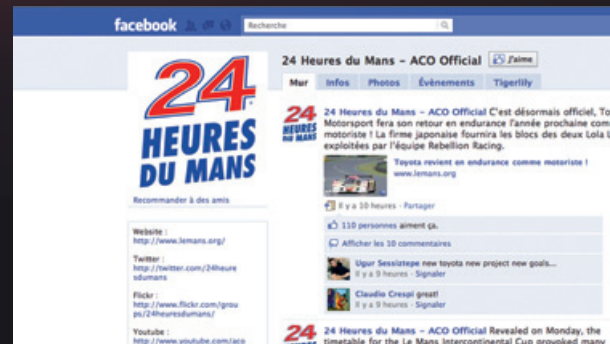 facebook
Recherche
24
HEURES
DU MANS
Recommander à des amis
Website :
http://www.lemans.org/
Twitter :
http://twitter.com/24heure
sdumans
Flickr :
http://www.flickr.com/grou
ps/24heuresdumans/
Youtube :
http://www.youtube.com/aco
24 Heures du Mans - ACO Official J'aime
Mur Infos Photos Évènements Tigerlily
24
HEURES
DU MANS
24 Heures du Mans - ACO Official C'est désormais officiel, To
Motorsport fera son retour en endurance l'année prochaine com
motoriste ! La firme japonaise fournira les blocs des deux Lola
exploitées par l'équipe Rebellion Racing.
Toyota revient en endurance comme motoriste !
www.lemans.org
Il y a 10 heures · Partager
110 personnes aiment ça.
Afficher les 10 commentaires
Ugur Sessiztepe new toyota new project new goals...
Il y a 9 heures · Signaler
Claudio Crespi great!
Il y a 9 heures · Signaler
24
24 Heures du Mans - ACO Official Revealed on Monday, the
timetable for the Le Mans Intercontinental Cup provoked many